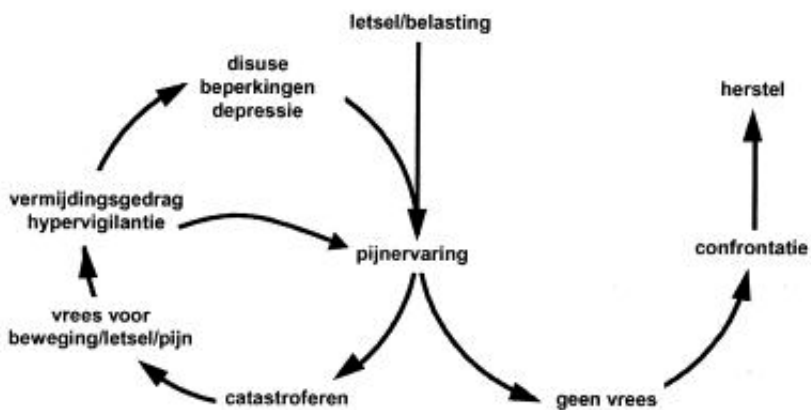 letsel/belasting
disuse
beperkingen
depressie
herstel
vermijdingsgedrag
hypervigilantie
pijnervaring
confrontatie
vrees voor
beweging/letsel/pijn
catastroferen
geen vrees